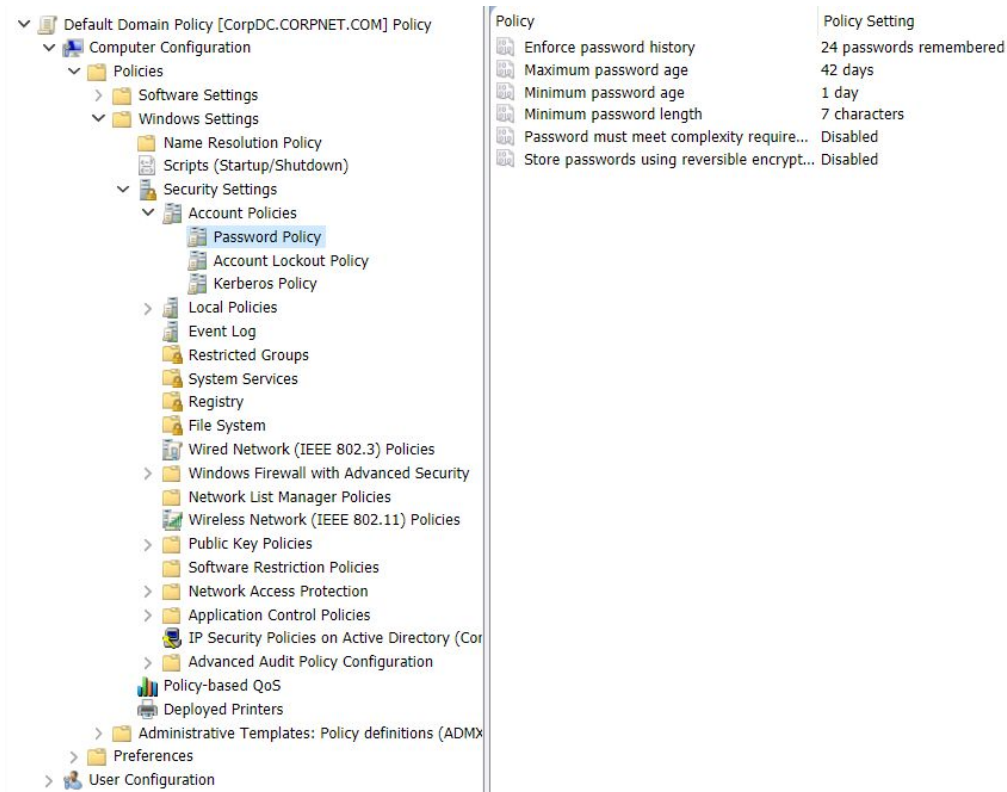 Default Domain Policy [CorpDC.CORPNET.COM] Policy
Computer Configuration
Policies
Software Settings
Windows Settings
Name Resolution Policy
Scripts (Startup/Shutdown)
Security Settings
Account Policies
Password Policy
Account Lockout Policy
Kerberos Policy
Local Policies
Event Log
Restricted Groups
System Services
Registry
File System
Wired Network (IEEE 802.3) Policies
Windows Firewall with Advanced Security
Network List Manager Policies
Wireless Network (IEEE 802.11) Policies
Public Key Policies
Software Restriction Policies
Network Access Protection
Application Control Policies
IP Security Policies on Active Directory (Cor
Advanced Audit Policy Configuration
Policy-based QoS
Deployed Printers
Administrative Templates: Policy definitions (ADMX
Preferences
User Configuration
Policy Policy Setting
Enforce password history 24 passwords remembered
Maximum password age 42 days
Minimum password age 1 day
Minimum password length 7 characters
Password must meet complexity require... Disabled
Store passwords using reversible encrypt... Disabled